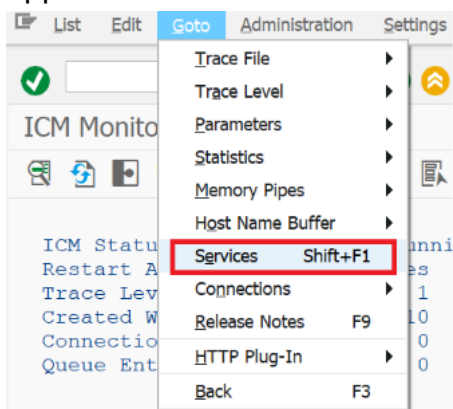 List Edit Goto Administration Settings
Trace File
Trace Level
ICM Monito
Parameters
Statistics
Memory Pipes
Host Name Buffer
ICM Statu
unni
Services Shift+F1
Restart A
es
Connections
Trace Lev
1
Created W
Release Notes F9
10
Connectio
0
HTTP Plug-In
Queue Ent
0
Back F3